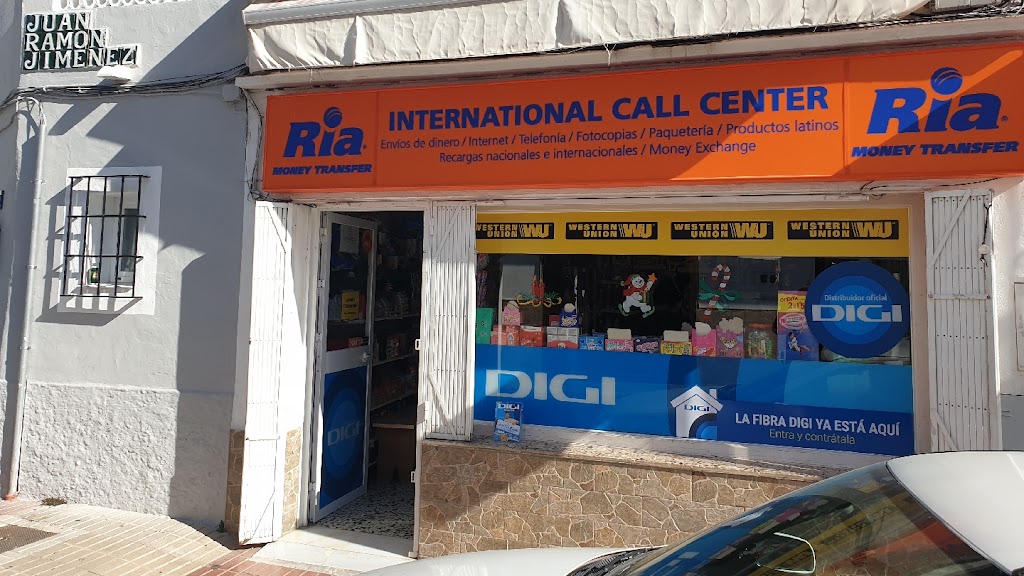 JUAN
RAMON
JIMENEZ
Ria
MONEY TRANSFER
INTERNATIONAL CALL CENTER
Envíos de dinero / Internet / Telefonía / Fotocopias / Paquetería / Productos latinos
Recargas nacionales e internacionales / Money Exchange
Ria
MONEY TRANSFER
WESTERN UNION WU
WESTERN UNION WU
WESTERN UNION WU
WESTERN UNION WU
Distribuidor oficial
DIGI
DIGI
DIGI
DIGI
DIGI
LA FIBRA DIGI YA ESTÁ AQUÍ
Entra y contrátala